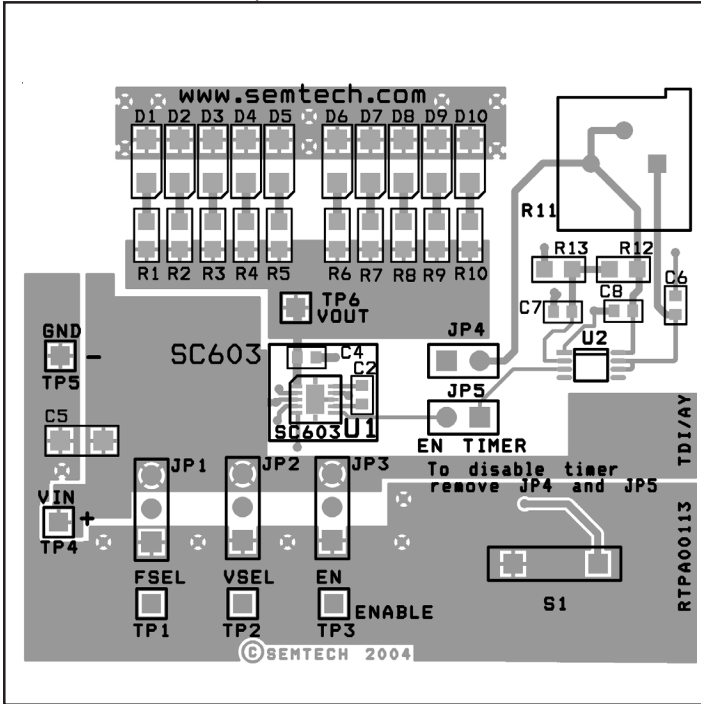 www.semtech.com
D1 D2 D3 D4 D5 D6 D7 D8 D9 D10
R11
R1 R2 R3 R4 R5 R6 R7 R8 R9 R10
R13 R12
C6
C7 C8
TP6
VOUT
GND
-
TP5
SC603
C4
C2
SC603 U1
JP4
U2
JP5
EN TIMER
C5
TDI/AY
JP1 JP2 JP3
To disable timer
remove JP4 and JP5
VIN
+
TP4
RTPA00113
FSEL VSEL EN
S1
ENABLE
TP1 TP2 TP3
©SEMTECH 2004